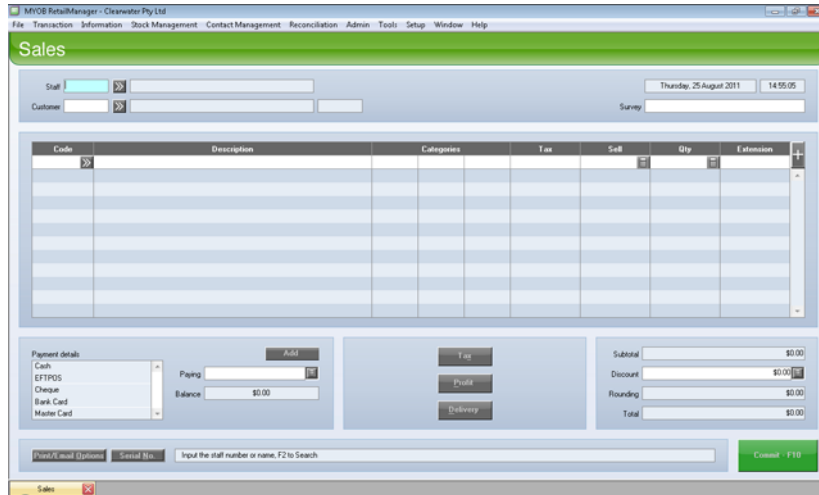 MYOB RetailManager - Clearwater Pty Ltd
File Transaction Information Stock Management Contact Management Reconciliation Admin Tools Setup Window Help
Sales
Staff Thursday, 25 August 2011 14:55:05
Customer Survey
Code Description Categories Tax Sell Qty Extension
Payment details Add Tax Subtotal $0.00
Cash
EFTPOS Paying Profit Discount $0.00
Cheque Balance $0.00 Rounding $0.00
Bank Card
Master Card Delivery Total $0.00
Print/Email Options Serial No. Input the staff number or name, F2 to Search Commit - F10
Sales